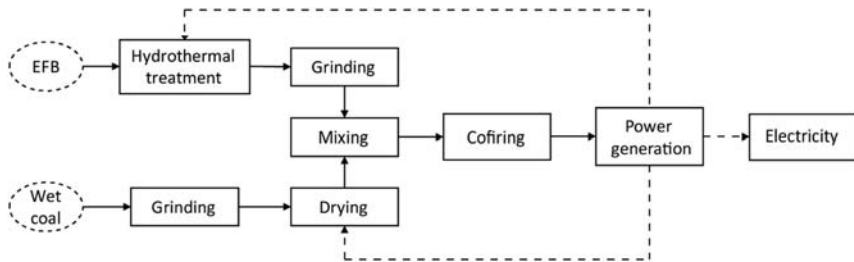 EFB
Hydrothermal
treatment
Grinding
Mixing
Cofiring
Power
generation
Electricity
Wet
coal
Grinding
Drying